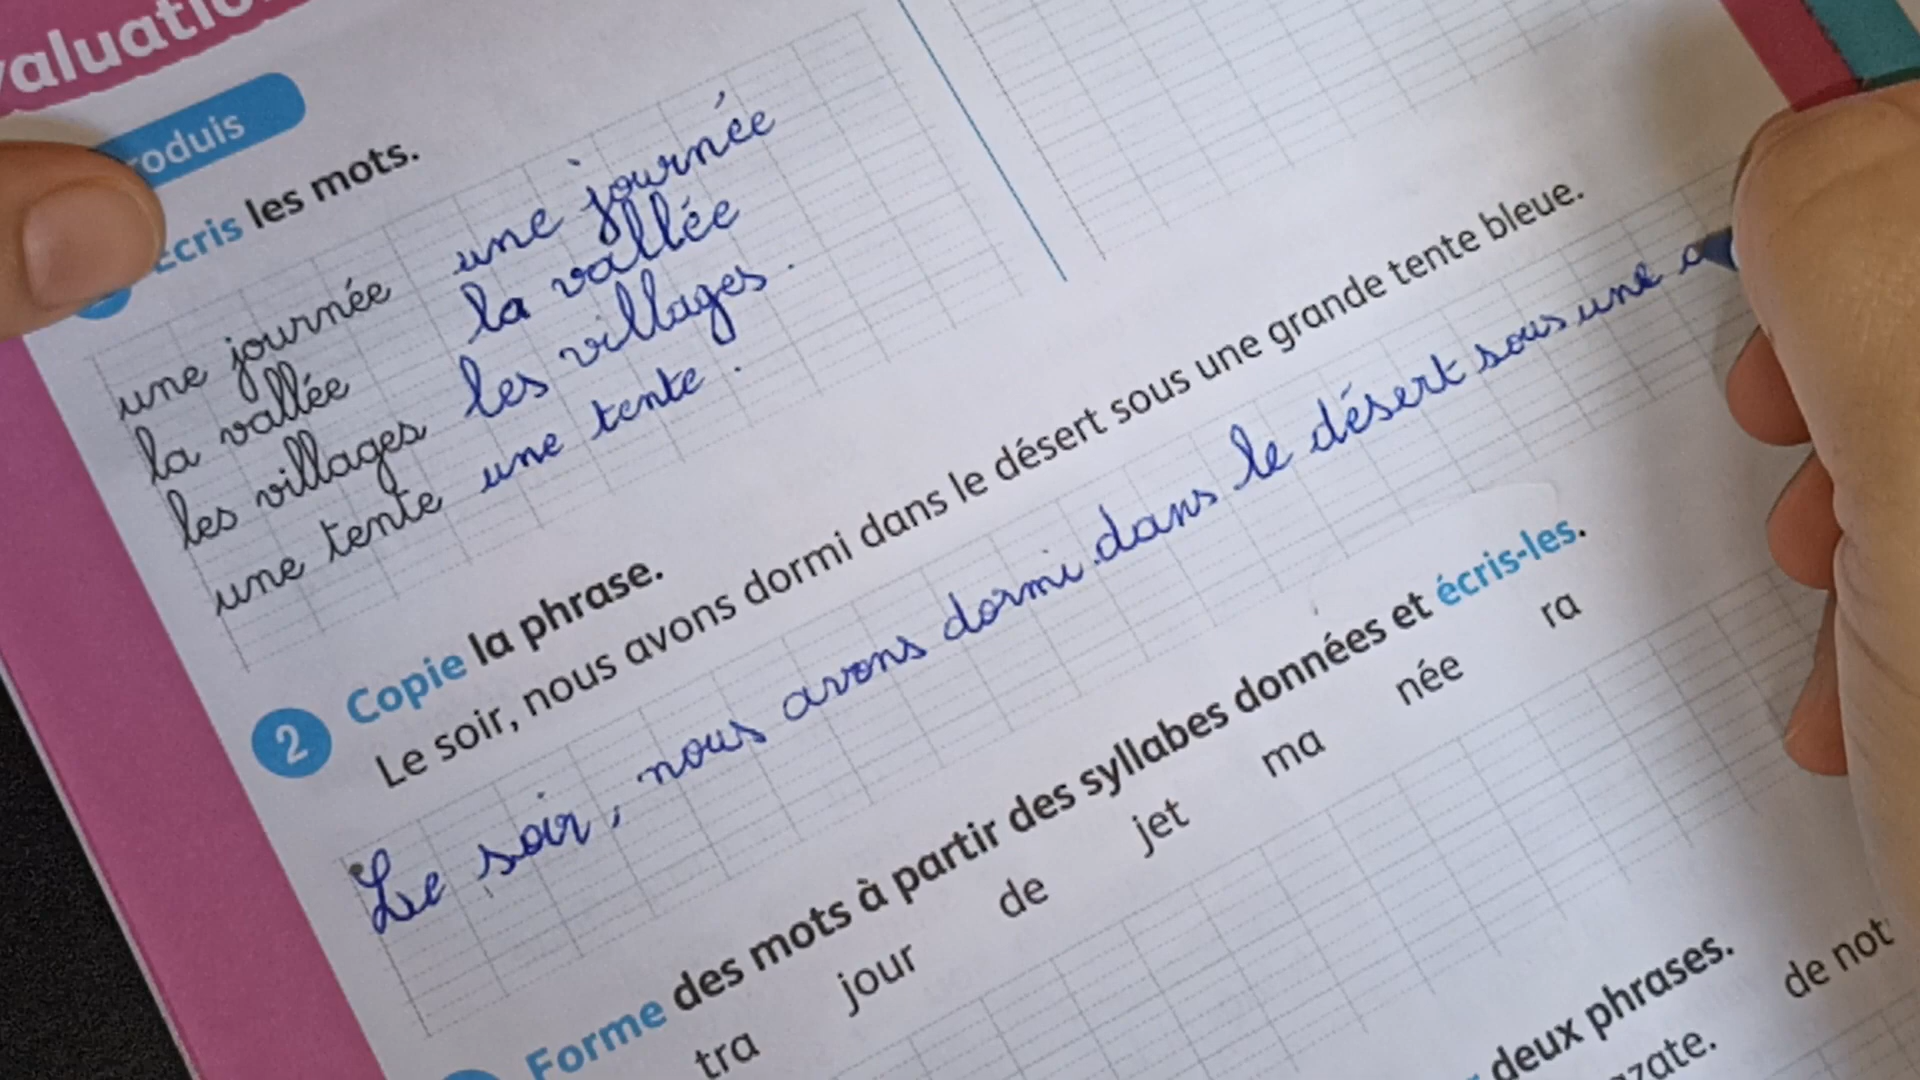 valuatio
oduis
Écris les mots.
une journée une journée
la vallée la vallée
les villages les villages.
une tente une tente.
2 Copie la phrase.
Le soir, nous avons dormi dans le désert sous une grande tente bleue.
Le soir, nous avons dormi dans le désert sous une
Forme des mots à partir des syllabes données et écris-les.
tra jour de jet ma née ra
deux phrases.
zate. de not